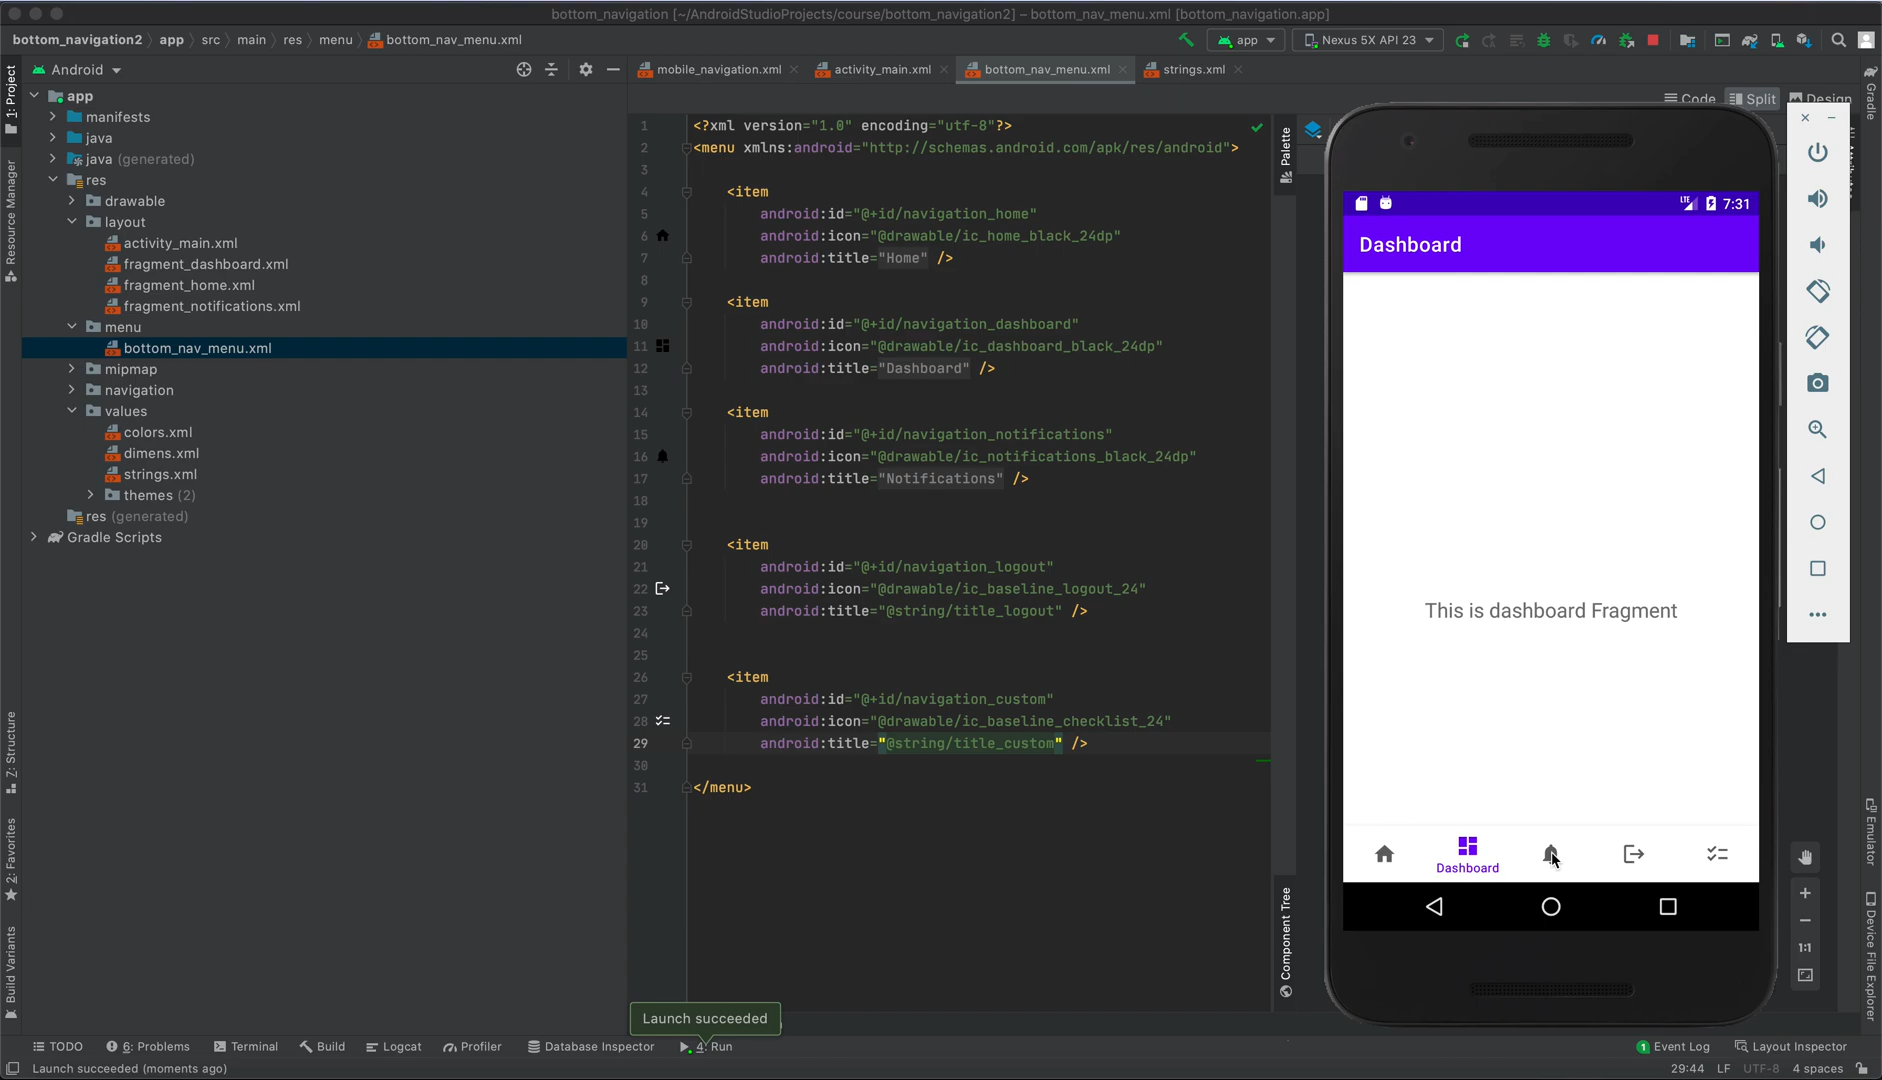 bottom_navigation [~/AndroidStudioProjects/course/bottom_navigation2] – bottom_nav_menu.xml [bottom_navigation.app]
bottom_navigation2 app src main res menu bottom_nav_menu.xml
app Nexus 5X API 23
Android
mobile_navigation.xml activity_main.xml bottom_nav_menu.xml strings.xml
Code Split Design
1: Project
Resource Manager
Z: Structure
2: Favorites
Build Variants
app
manifests
java
java (generated)
res
drawable
layout
activity_main.xml
fragment_dashboard.xml
fragment_home.xml
fragment_notifications.xml
menu
bottom_nav_menu.xml
mipmap
navigation
values
colors.xml
dimens.xml
strings.xml
themes (2)
res (generated)
Gradle Scripts
1 <?xml version="1.0" encoding="utf-8"?>
2 <menu xmlns:android="http://schemas.android.com/apk/res/android">
3
4 <item
5 android:id="@+id/navigation_home"
6 android:icon="@drawable/ic_home_black_24dp"
7 android:title="Home" />
8
9 <item
10 android:id="@+id/navigation_dashboard"
11 android:icon="@drawable/ic_dashboard_black_24dp"
12 android:title="Dashboard" />
13
14 <item
15 android:id="@+id/navigation_notifications"
16 android:icon="@drawable/ic_notifications_black_24dp"
17 android:title="Notifications" />
18
19
20 <item
21 android:id="@+id/navigation_logout"
22 android:icon="@drawable/ic_baseline_logout_24"
23 android:title="@string/title_logout" />
24
25
26 <item
27 android:id="@+id/navigation_custom"
28 android:icon="@drawable/ic_baseline_checklist_24"
29 android:title="@string/title_custom" />
30
31 </menu>
Palette
Component Tree
LTE 7:31
Dashboard
This is dashboard Fragment
Dashboard
1:1
Gradle
Emulator
Device File Explorer
Launch succeeded
TODO 6: Problems Terminal Build Logcat Profiler Database Inspector 4: Run
1 Event Log Layout Inspector
Launch succeeded (moments ago)
29:44 LF UTF-8 4 spaces